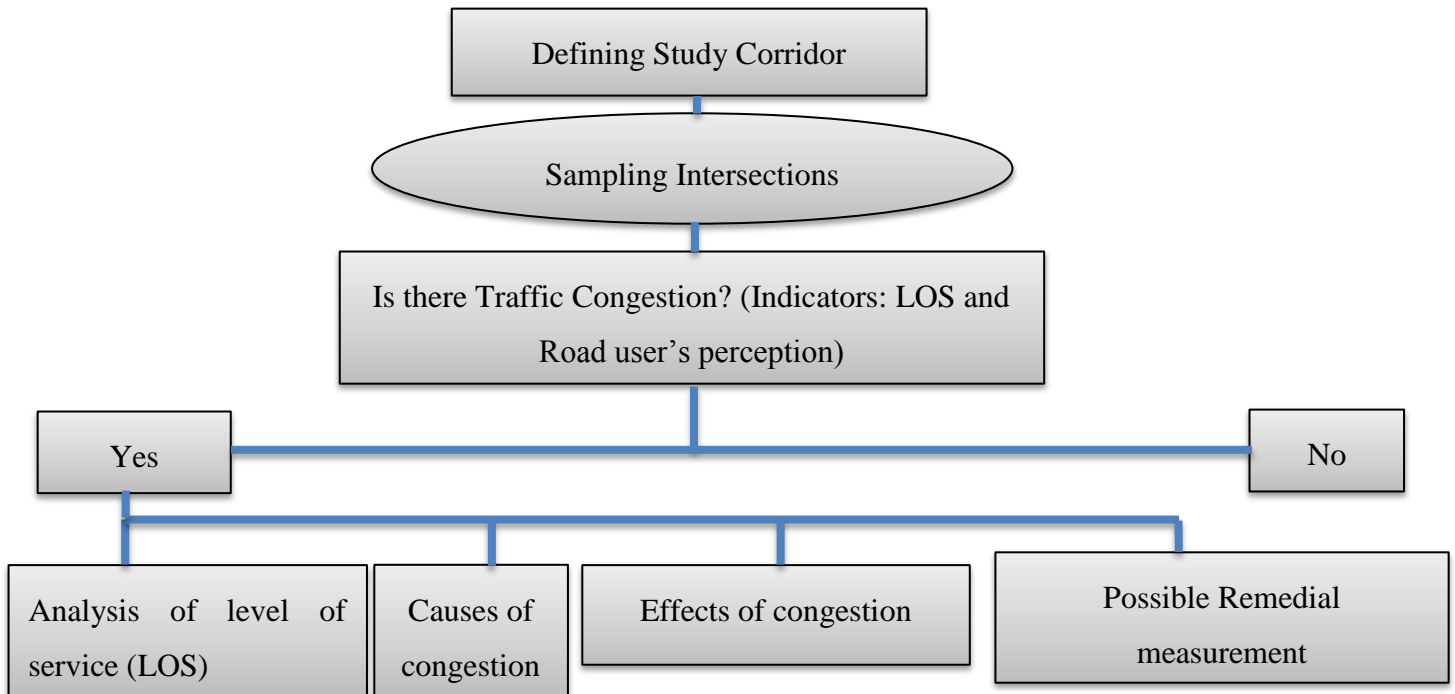 Defining Study Corridor
Sampling Intersections
Is there Traffic Congestion? (Indicators: LOS and
Road user’s perception)
Yes
No
Analysis of level of
service (LOS)
Causes of
congestion
Effects of congestion
Possible Remedial
measurement